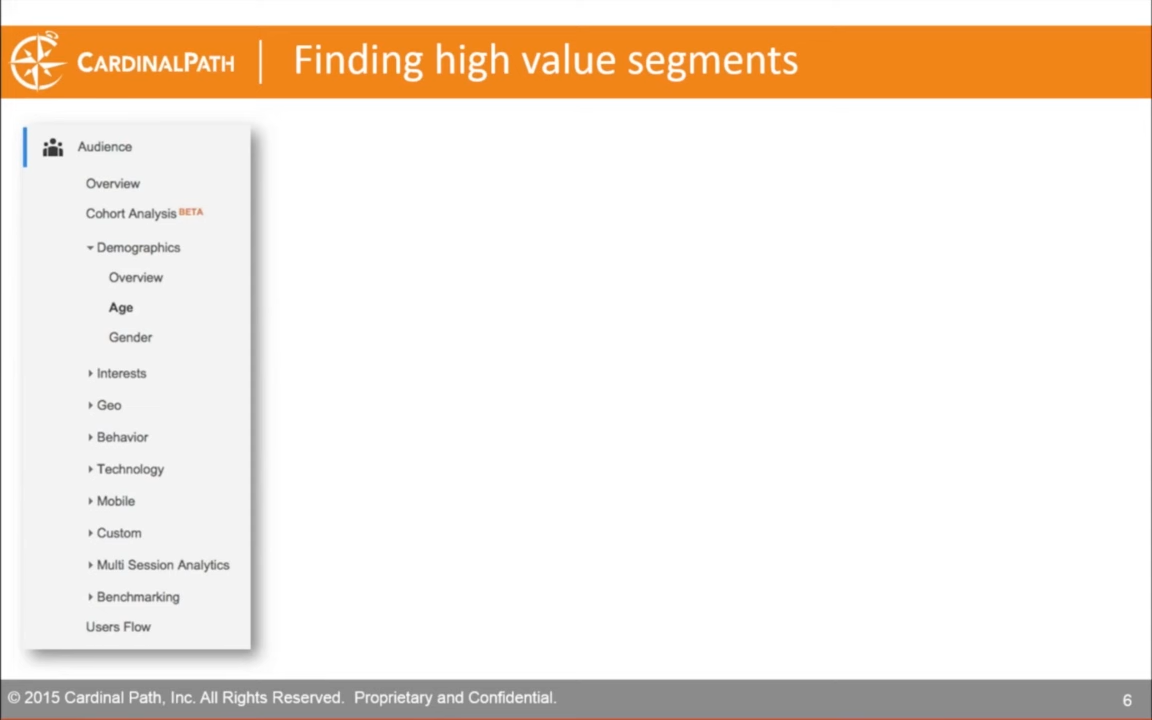 CARDINALPATH
Finding high value segments
Audience
Overview
Cohort Analysis BETA
Demographics
Overview
Age
Gender
Interests
Geo
Behavior
Technology
Mobile
Custom
Multi Session Analytics
Benchmarking
Users Flow
© 2015 Cardinal Path, Inc. All Rights Reserved. Proprietary and Confidential.
6